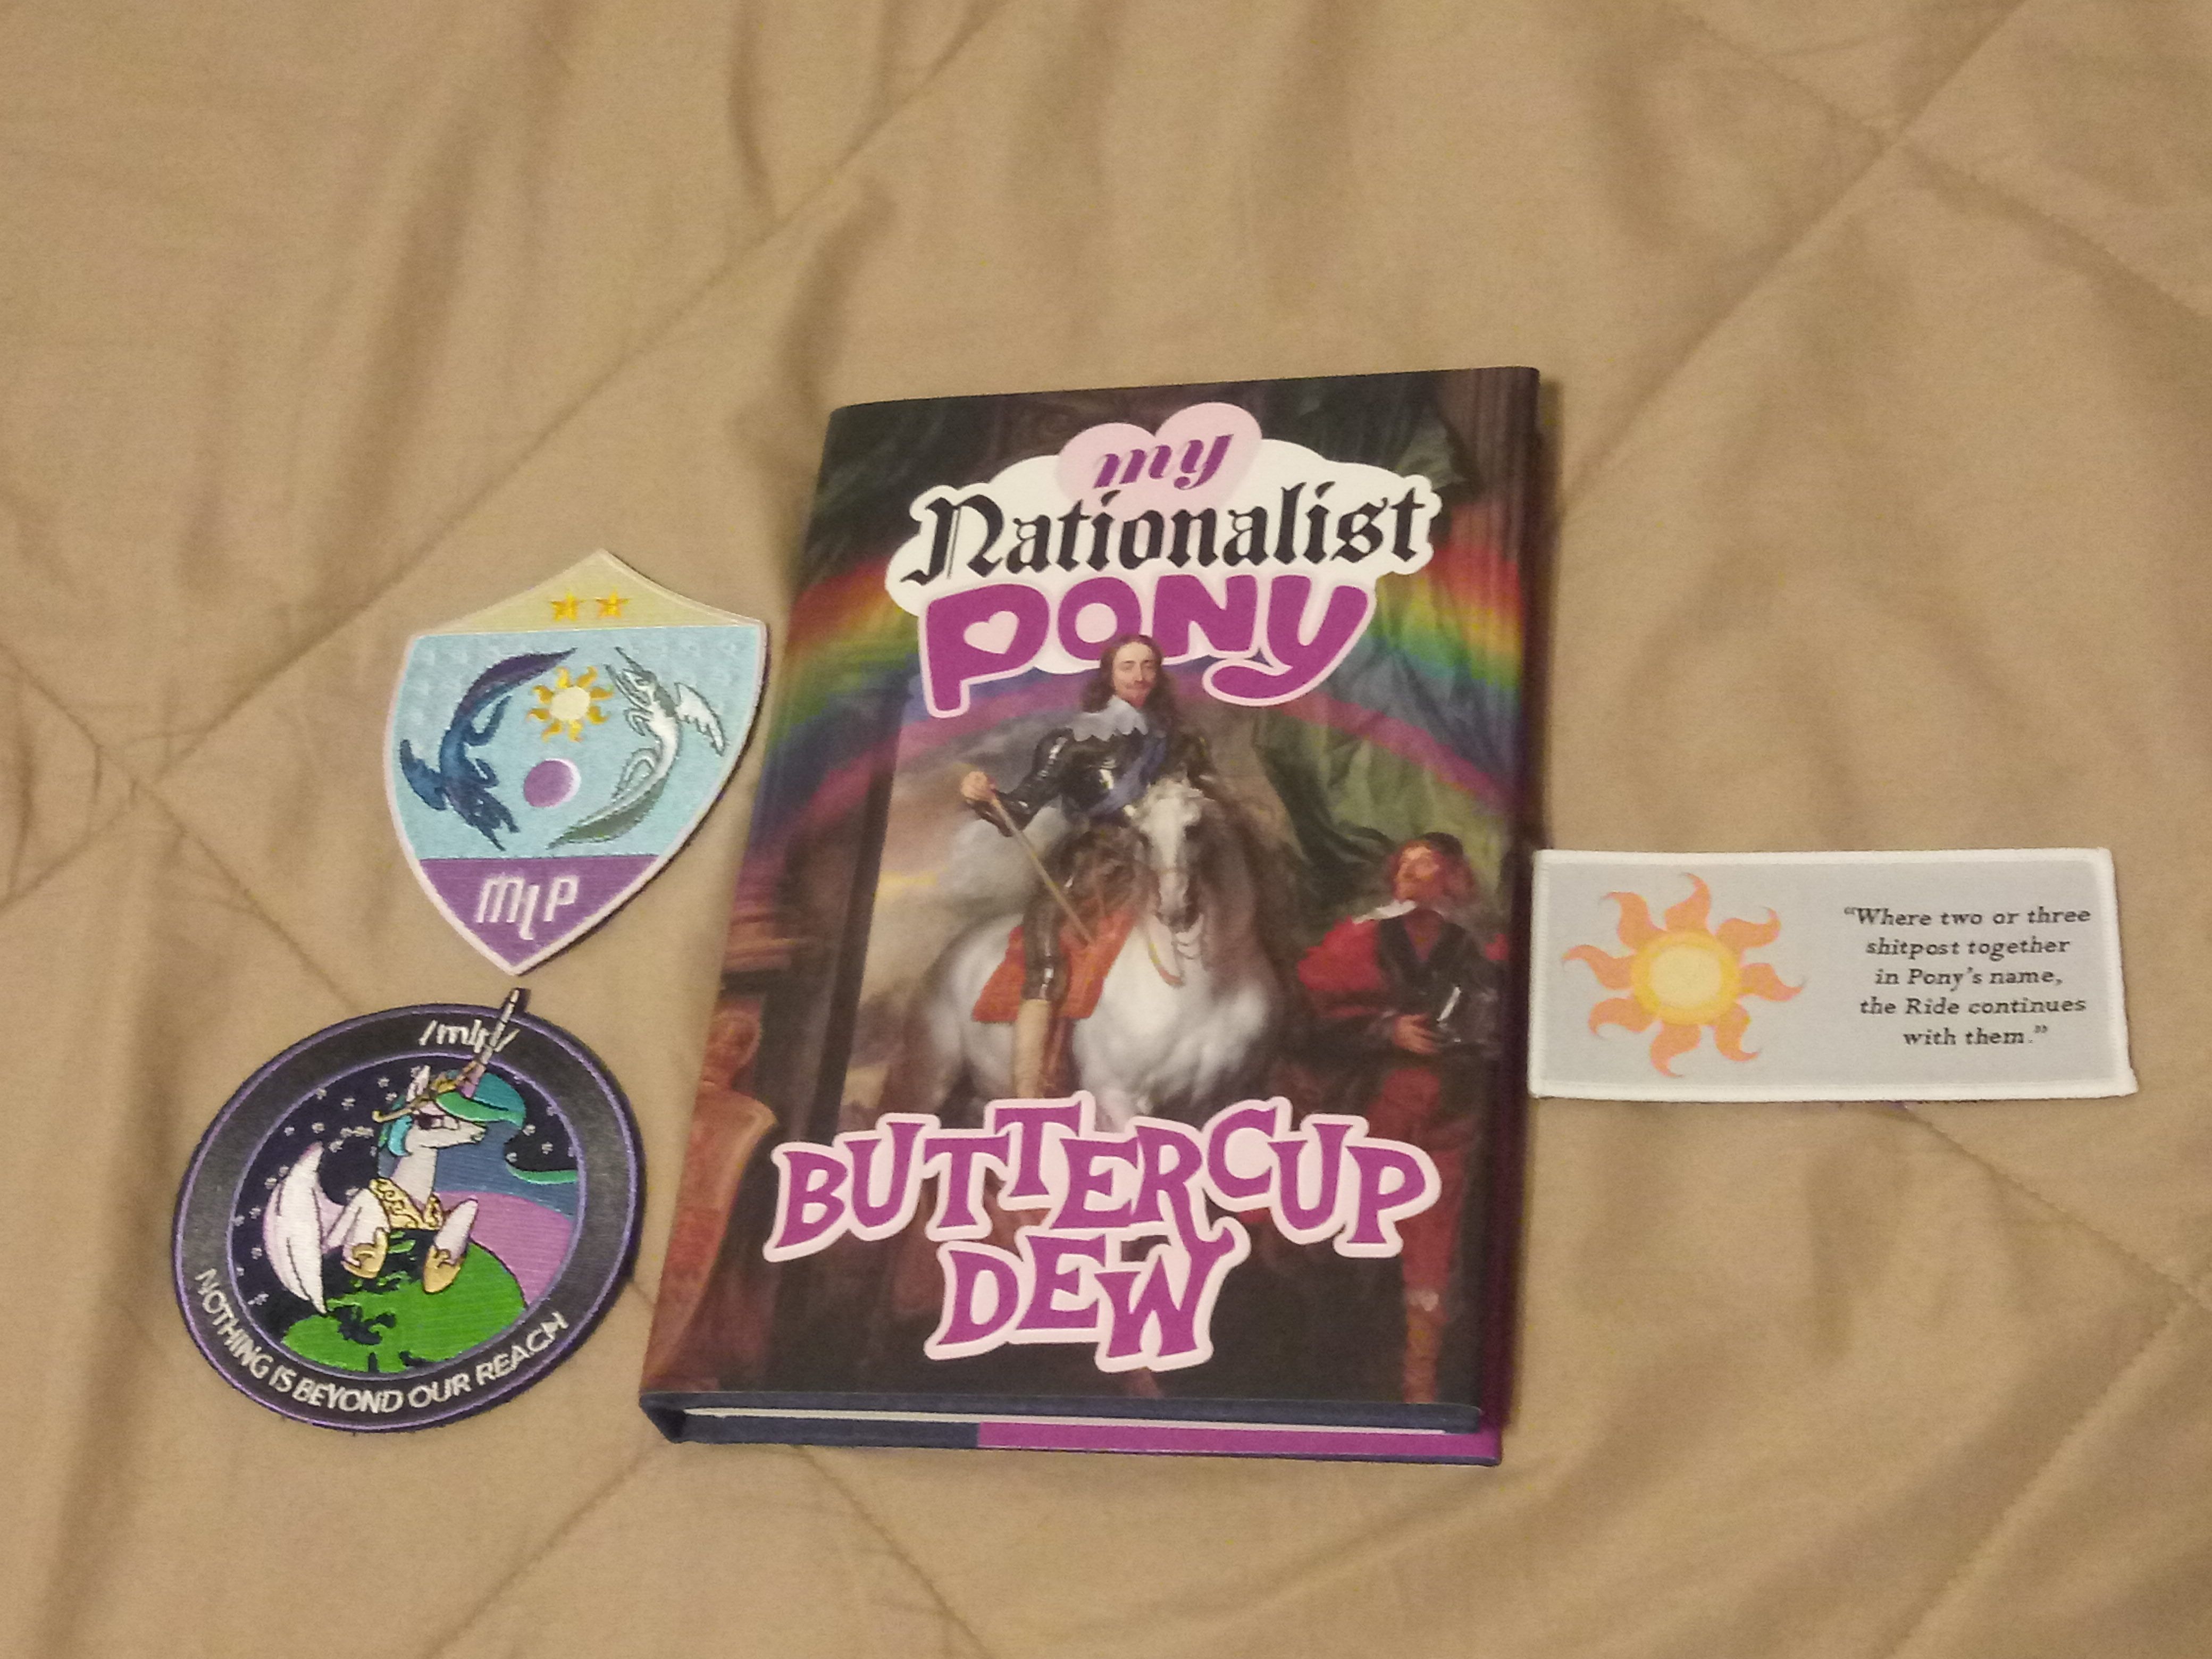 my
Nationalist
PONY
BUTTERCUP
DEW
MLP
/mlp/
NOTHING IS BEYOND OUR REACH
“Where two or three
shitpost together
in Pony’s name,
the Ride continues
with them.”